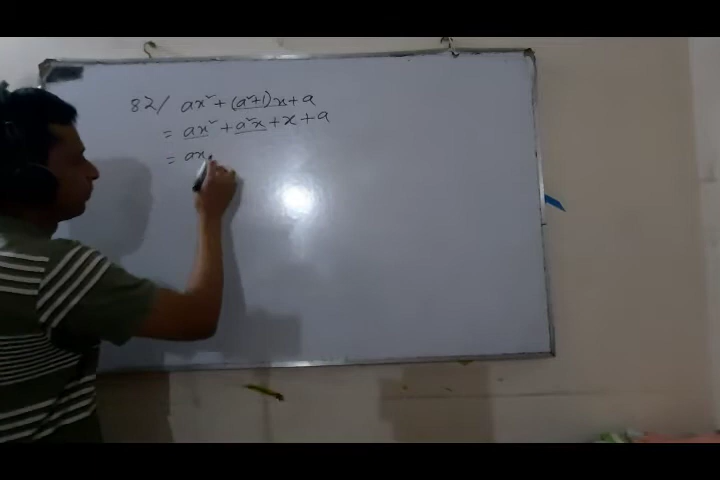 82/ ax² + (a²+1)x + a
= ax² + a²x + x + a
= ax